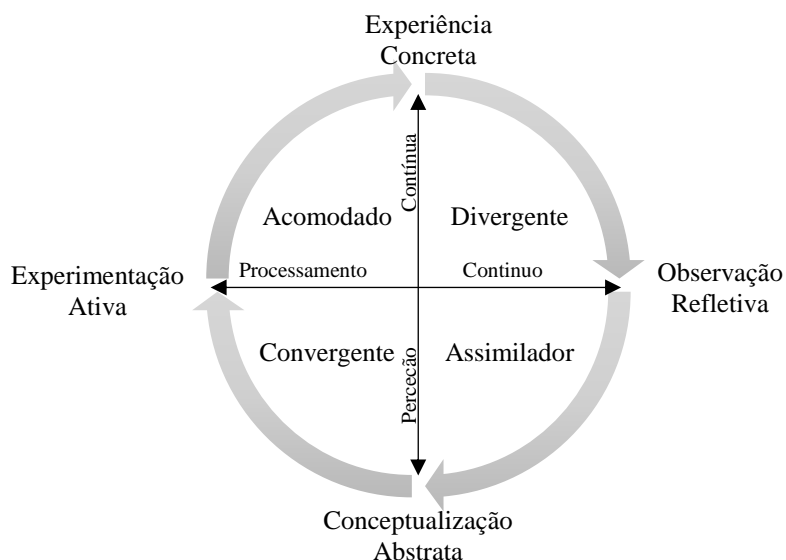 Experiência
Concreta
Contínua
Acomodado
Divergente
Experimentação
Ativa
Processamento
Continuo
Observação
Refletiva
Convergente
Assimilador
Perceção
Conceptualização
Abstrata